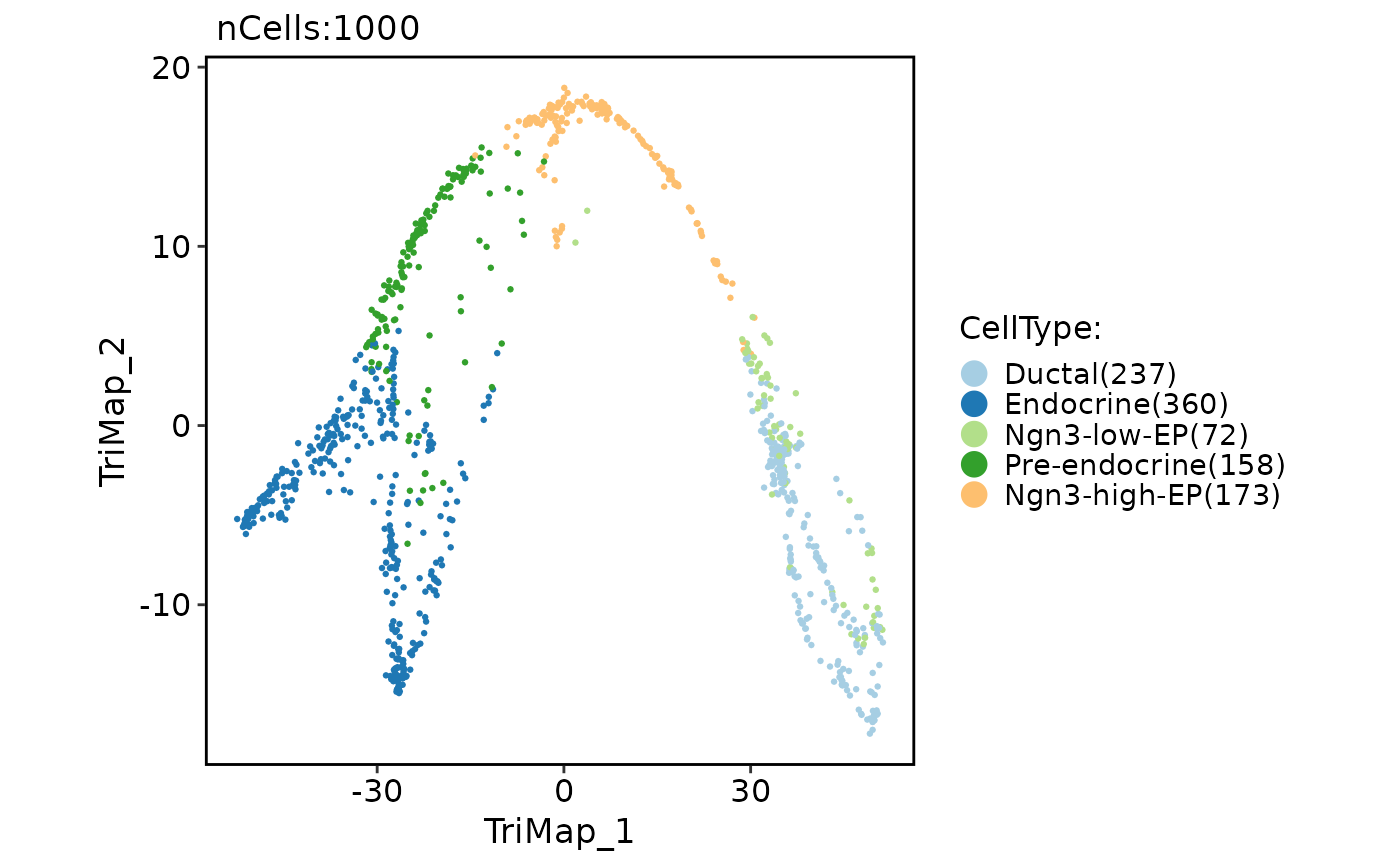 nCells:1000
20
10
0
-10
TriMap_2
-30
0
30
TriMap_1
CellType:
Ductal(237)
Endocrine(360)
Ngn3-low-EP(72)
Pre-endocrine(158)
Ngn3-high-EP(173)